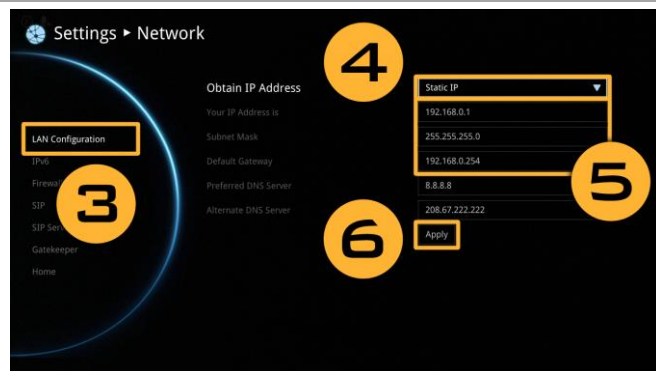 Settings ▸ Network
4
Obtain IP Address
Static IP
Your IP Address is
192.168.0.1
LAN Configuration
Subnet Mask
255.255.255.0
IPv6
Default Gateway
192.168.0.254
3
5
Preferred DNS Server
8.8.8.8
SIP
Alternate DNS Server
208.67.222.222
6
Apply
Gatekeeper
Home